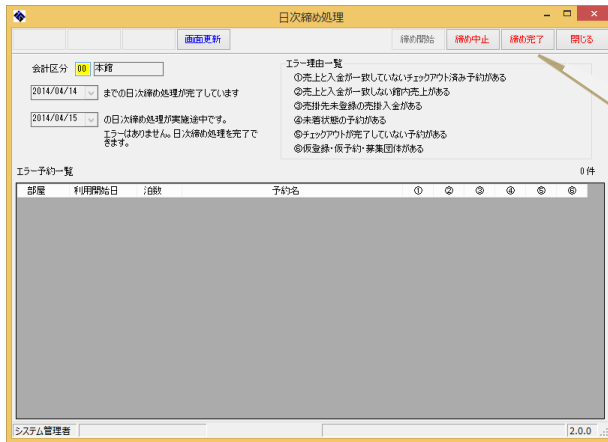 日次締め処理
画面更新 締め開始 締め中止 締め完了 閉じる
会計区分 00 本館
2014/04/14 までの日次締め処理が完了しています
2014/04/15 の日次締め処理が実施途中です。
エラーはありません。日次締め処理を完了で
きます。
エラー理由一覧
①売上と入金が一致していないチェックアウト済み予約がある
②売上と入金が一致しない館内売上がある
③売掛先未登録の売掛入金がある
④未着状態の予約がある
⑤チェックアウトが完了していない予約がある
⑥仮登録・仮予約・募集団体がある
エラー予約一覧 0件
部屋 利用開始日 泊数 予約名 ① ② ③ ④ ⑤ ⑥
システム管理者 2.0.0